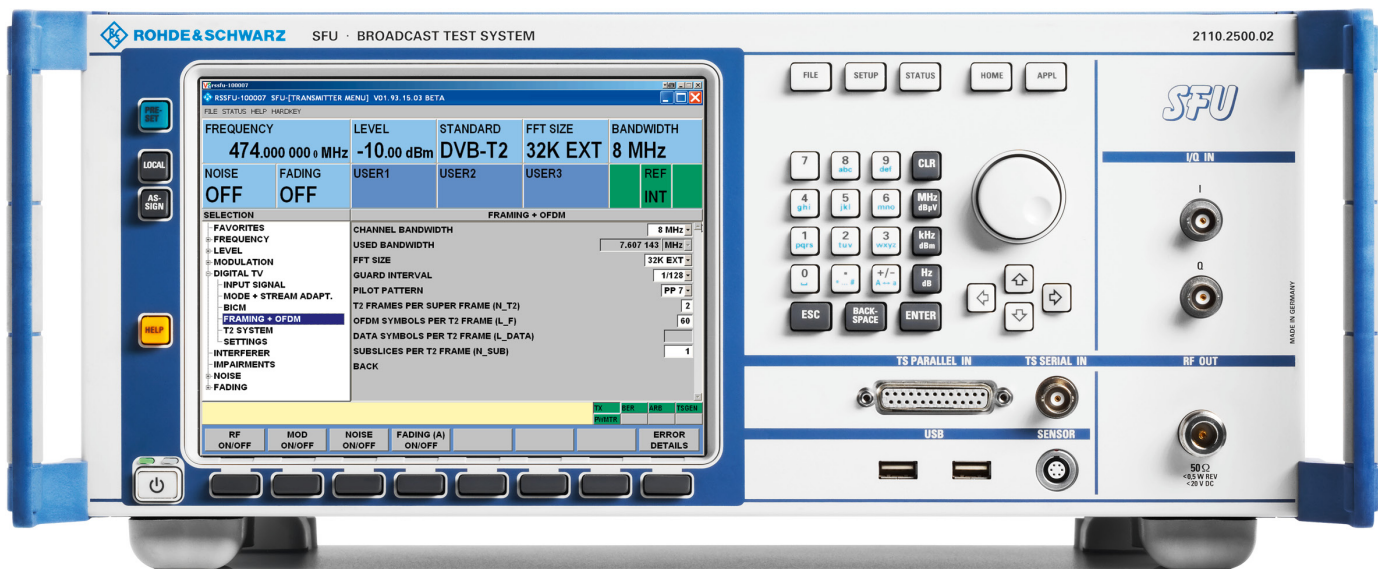 ROHDE&SCHWARZ SFU · BROADCAST TEST SYSTEM 2110.2500.02
PRE-SET
LOCAL
AS-SIGN
HELP
rssfu-100007
RSSFU-100007 SFU-[TRANSMITTER MENU] V01.93.15.03 BETA
FILE STATUS HELP HARDKEY
FREQUENCY LEVEL STANDARD FFT SIZE BANDWIDTH
474.000 000 0 MHz -10.00 dBm DVB-T2 32K EXT 8 MHz
NOISE FADING USER1 USER2 USER3 REF
OFF OFF INT
SELECTION FRAMING + OFDM
FAVORITES
FREQUENCY
LEVEL
MODULATION
DIGITAL TV
INPUT SIGNAL
MODE + STREAM ADAPT.
BICM
FRAMING + OFDM
T2 SYSTEM
SETTINGS
INTERFERER
IMPAIRMENTS
NOISE
FADING
CHANNEL BANDWIDTH 8 MHz
USED BANDWIDTH 7.607 143 MHz
FFT SIZE 32K EXT
GUARD INTERVAL 1/128
PILOT PATTERN PP 7
T2 FRAMES PER SUPER FRAME (N_T2) 2
OFDM SYMBOLS PER T2 FRAME (L_F) 60
DATA SYMBOLS PER T2 FRAME (L_DATA)
SUBSLICES PER T2 FRAME (N_SUB) 1
BACK
TX BER ARB TSGEN
PWMTR
RF ON/OFF
MOD ON/OFF
NOISE ON/OFF
FADING (A) ON/OFF
ERROR DETAILS
FILE SETUP STATUS HOME APPL
7 8 abc 9 def CLR
4 ghi 5 jkl 6 mno MHz dBµV
1 pqrs 2 tuv 3 wxyz kHz dBm
0 . +/- A↔a Hz dB
ESC BACK-SPACE ENTER
SFU
I/Q IN
I
Q
MADE IN GERMANY
TS PARALLEL IN TS SERIAL IN RF OUT
USB SENSOR
50 Ω
<0,5 W REV
<20 V DC